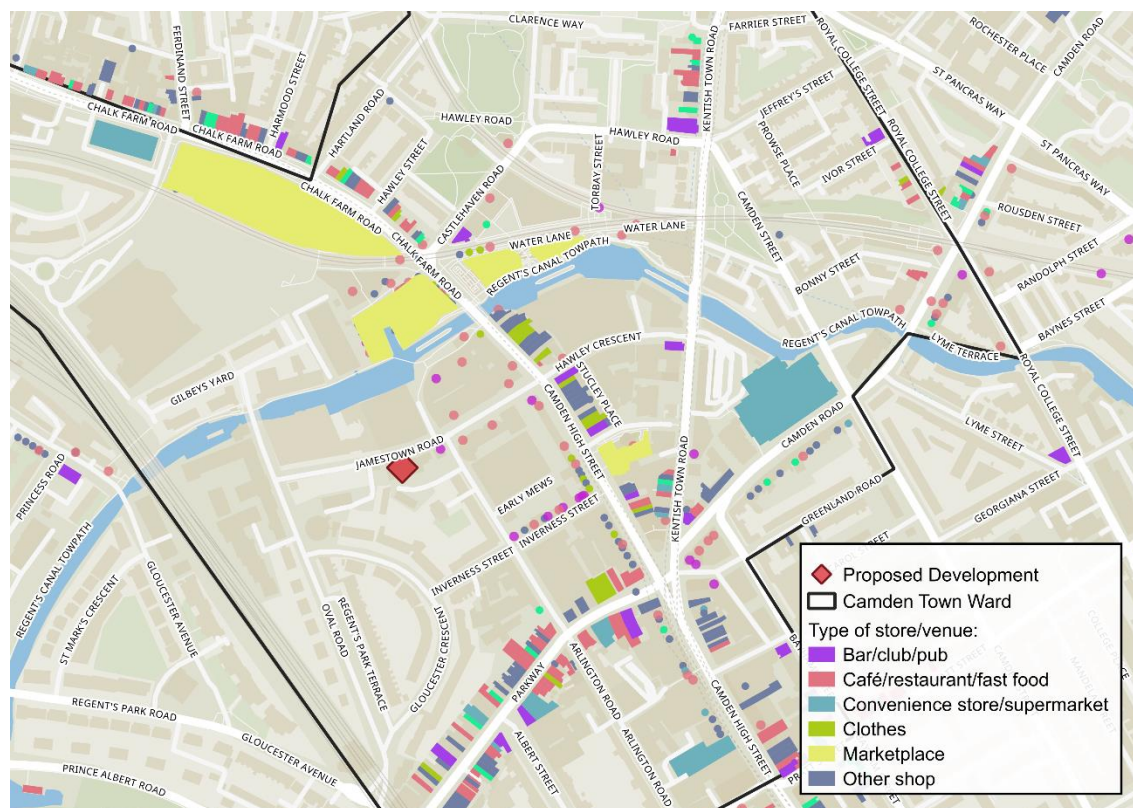 CLARENCE WAY
FARRIER STREET
ROCHESTER PLACE
CAMDEN ROAD
FERDINAND STREET
HARMOOD STREET
KENTISH TOWN ROAD
ROYAL COLLEGE STREET
ST PANCRAS WAY
JEFFREY'S STREET
HARTLAND ROAD
CHALK FARM ROAD
CHALK FARM ROAD
HAWLEY ROAD
HAWLEY ROAD
PROWSE PLACE
ROYAL COLLEGE STREET
ST PANCRAS WAY
HAWLEY STREET
TORBAY STREET
IVOR STREET
CASTLEHAVEN ROAD
ROUSDEN STREET
CHALK FARM ROAD
CAMDEN STREET
WATER LANE
WATER LANE
CHALK FARM ROAD
REGENT'S CANAL TOWPATH
BONNY STREET
RANDOLPH STREET
REGENT'S CANAL TOWPATH
BAYNES STREET
LYME TERRACE
HAWLEY CRESCENT
GILBEYS YARD
STUCLEY PLACE
ROYAL COLLEGE STREET
CAMDEN HIGH STREET
CAMDEN ROAD
LYME STREET
JAMESTOWN ROAD
PRINCESS ROAD
KENTISH TOWN ROAD
EARLY MEWS
GREENLAND ROAD
GEORGIANA STREET
INVERNESS STREET
INVERNESS STREET
REGENT'S CANAL TOWPATH
ST MARK'S CRESCENT
GLOUCESTER AVENUE
OVAL ROAD
REGENT'S PARK TERRACE
GLOUCESTER CRESCENT
ARLINGTON ROAD
PARKWAY
CAMDEN HIGH STREET
REGENT'S PARK ROAD
GLOUCESTER AVENUE
ALBERT STREET
ARLINGTON ROAD
PRINCE ALBERT ROAD
Proposed Development
Camden Town Ward
Type of store/venue:
Bar/club/pub
Café/restaurant/fast food
Convenience store/supermarket
Clothes
Marketplace
Other shop